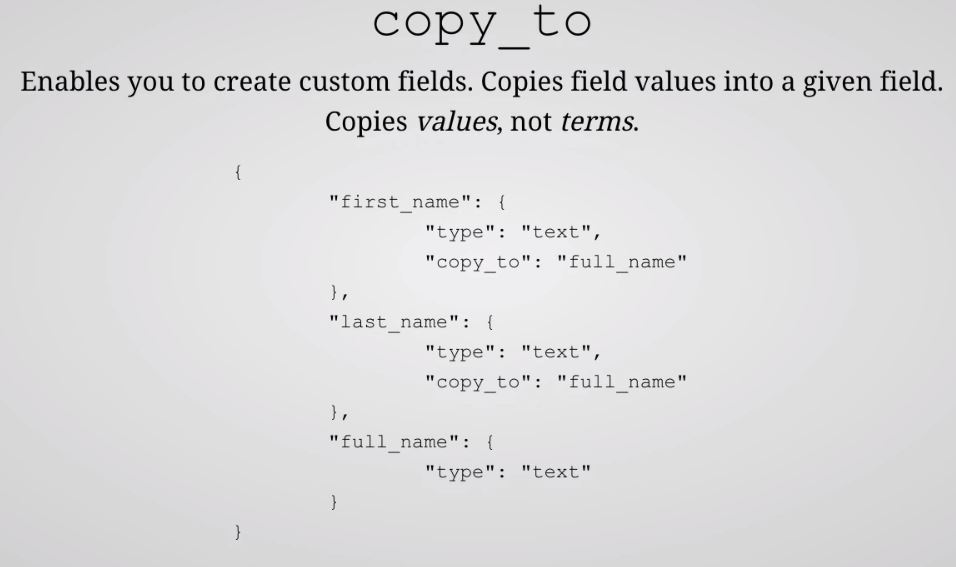 copy_to
Enables you to create custom fields. Copies field values into a given field.
Copies values, not terms.
{
"first_name": {
"type": "text",
"copy_to": "full_name"
},
"last_name": {
"type": "text",
"copy_to": "full_name"
},
"full_name": {
"type": "text"
}
}